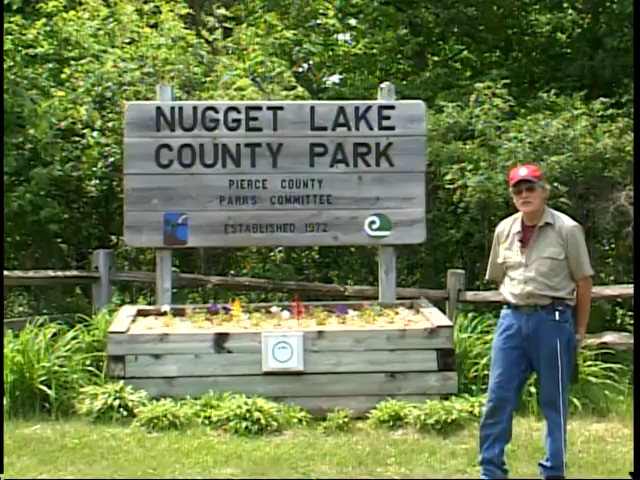 NUGGET LAKE
COUNTY PARK
PIERCE COUNTY
PARKS COMMITTEE
ESTABLISHED 1972